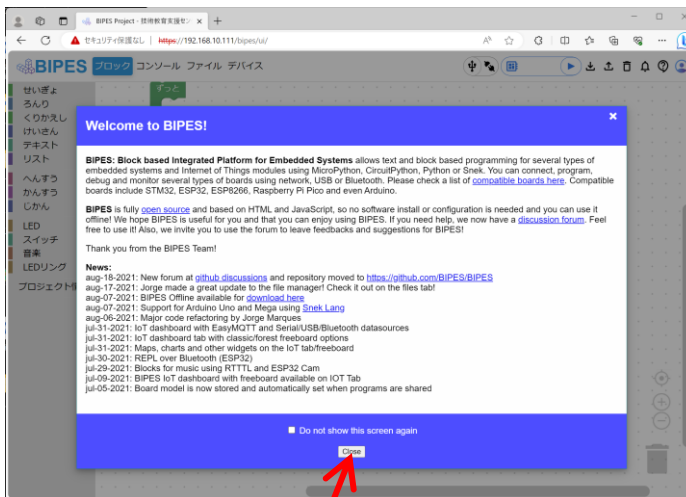 BIPES Project - 技術教育支援セン
セキュリティ保護なし | https://192.168.10.111/bipes/ui/
BIPES ブロック コンソール ファイル デバイス
せいぎょ
ろんり
くりかえし
けいさん
テキスト
リスト
へんすう
かんすう
じかん
LED
スイッチ
音楽
LEDリング
プロジェクト
ずっと
Welcome to BIPES!
BIPES: Block based Integrated Platform for Embedded Systems allows text and block based programming for several types of
embedded systems and Internet of Things modules using MicroPython, CircuitPython, Python or Snek. You can connect, program,
debug and monitor several types of boards using network, USB or Bluetooth. Please check a list of compatible boards here. Compatible
boards include STM32, ESP32, ESP8266, Raspberry Pi Pico and even Arduino.
BIPES is fully open source and based on HTML and JavaScript, so no software install or configuration is needed and you can use it
offline! We hope BIPES is useful for you and that you can enjoy using BIPES. If you need help, we now have a discussion forum. Feel
free to use it! Also, we invite you to use the forum to leave feedbacks and suggestions for BIPES!
Thank you from the BIPES Team!
News:
aug-18-2021: New forum at github discussions and repository moved to https://github.com/BIPES/BIPES
aug-17-2021: Jorge made a great update to the file manager! Check it out on the files tab!
aug-07-2021: BIPES Offline available for download here
aug-07-2021: Support for Arduino Uno and Mega using Snek Lang
aug-06-2021: Major code refactoring by Jorge Marques
jul-31-2021: IoT dashboard with EasyMQTT and Serial/USB/Bluetooth datasources
jul-31-2021: IoT dashboard tab with classic/forest freeboard options
jul-31-2021: Maps, charts and other widgets on the IoT tab/freeboard
jul-30-2021: REPL over Bluetooth (ESP32)
jul-29-2021: Blocks for music using RTTTL and ESP32 Cam
jul-09-2021: BIPES IoT dashboard with freeboard available on IOT Tab
jul-05-2021: Board model is now stored and automatically set when programs are shared
Do not show this screen again
Close